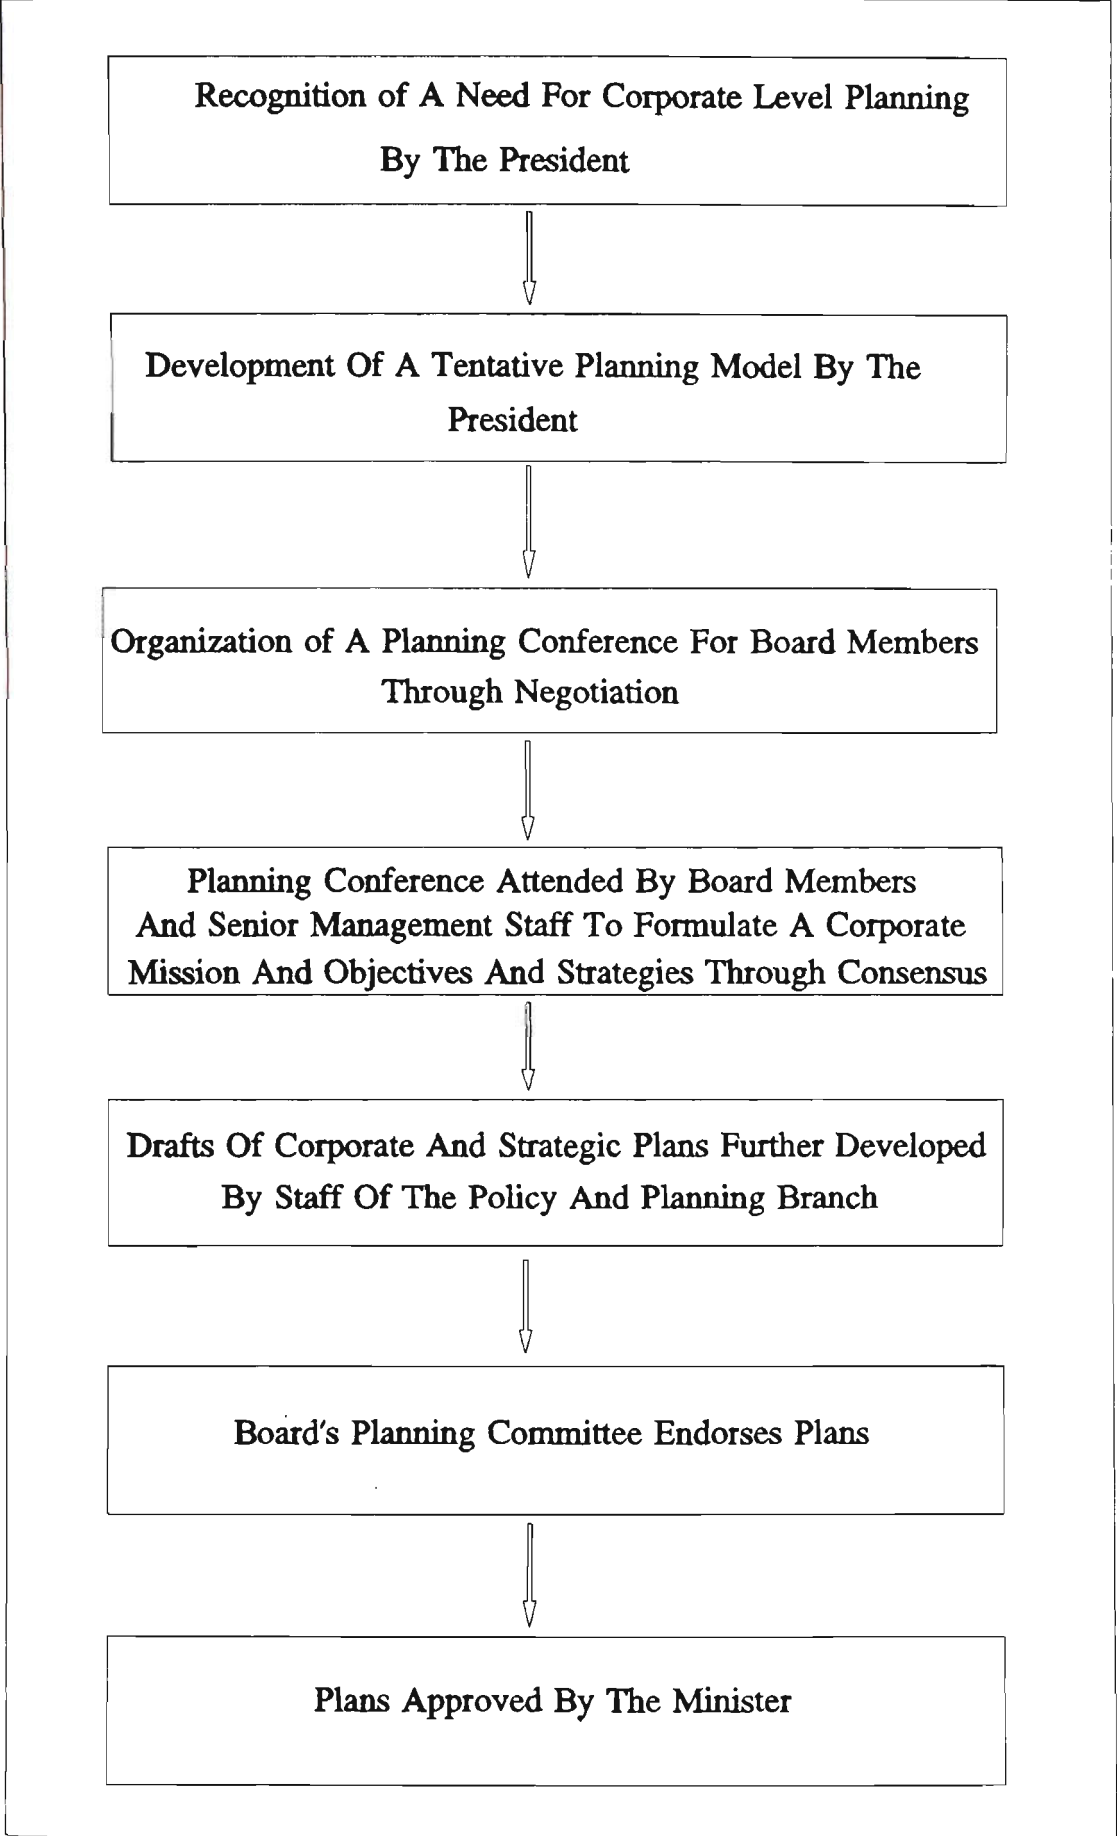 Recognition of A Need For Corporate Level Planning
By The President
Development Of A Tentative Planning Model By The
President
Organization of A Planning Conference For Board Members
Through Negotiation
Planning Conference Attended By Board Members
And Senior Management Staff To Formulate A Corporate
Mission And Objectives And Strategies Through Consensus
Drafts Of Corporate And Strategic Plans Further Developed
By Staff Of The Policy And Planning Branch
Board's Planning Committee Endorses Plans
Plans Approved By The Minister